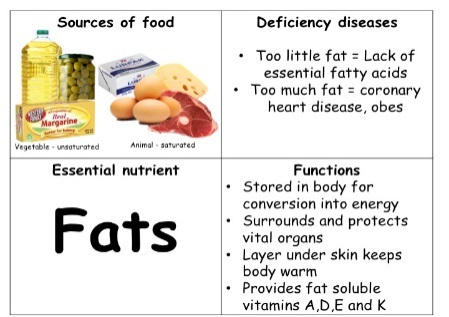 Sources of food
LURPAK
Real
Margarine
Vegetable - unsaturated
Animal - saturated
Deficiency diseases
• Too little fat = Lack of
essential fatty acids
• Too much fat = coronary
heart disease, obes
Essential nutrient
Fats
Functions
• Stored in body for
conversion into energy
• Surrounds and protects
vital organs
• Layer under skin keeps
body warm
• Provides fat soluble
vitamins A,D,E and K